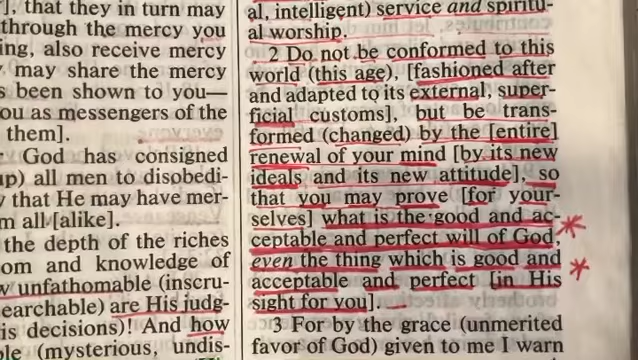 ], that they in turn may
through the mercy you
ing, also receive mercy
may share the mercy
s been shown to you—
ou as messengers of the
them].
God has consigned
up) all men to disobedi-
that He may have mer-
m all [alike].
the depth of the riches
om and knowledge of
w unfathomable (inscru-
earchable) are His judg-
is decisions)! And how
ble (mysterious, undis-
al, intelligent) service and spiritu-
al worship.
2 Do not be conformed to this
world (this age), [fashioned after
and adapted to its external, super-
ficial customs], but be trans-
formed (changed) by the [entire]
renewal of your mind [by its new
ideals and its new attitude], so
that you may prove [for your-
selves] what is the good and ac-
ceptable and perfect will of God,
even the thing which is good and
acceptable and perfect [in His
sight for you].
3 For by the grace (unmerited
favor of God) given to me I warn